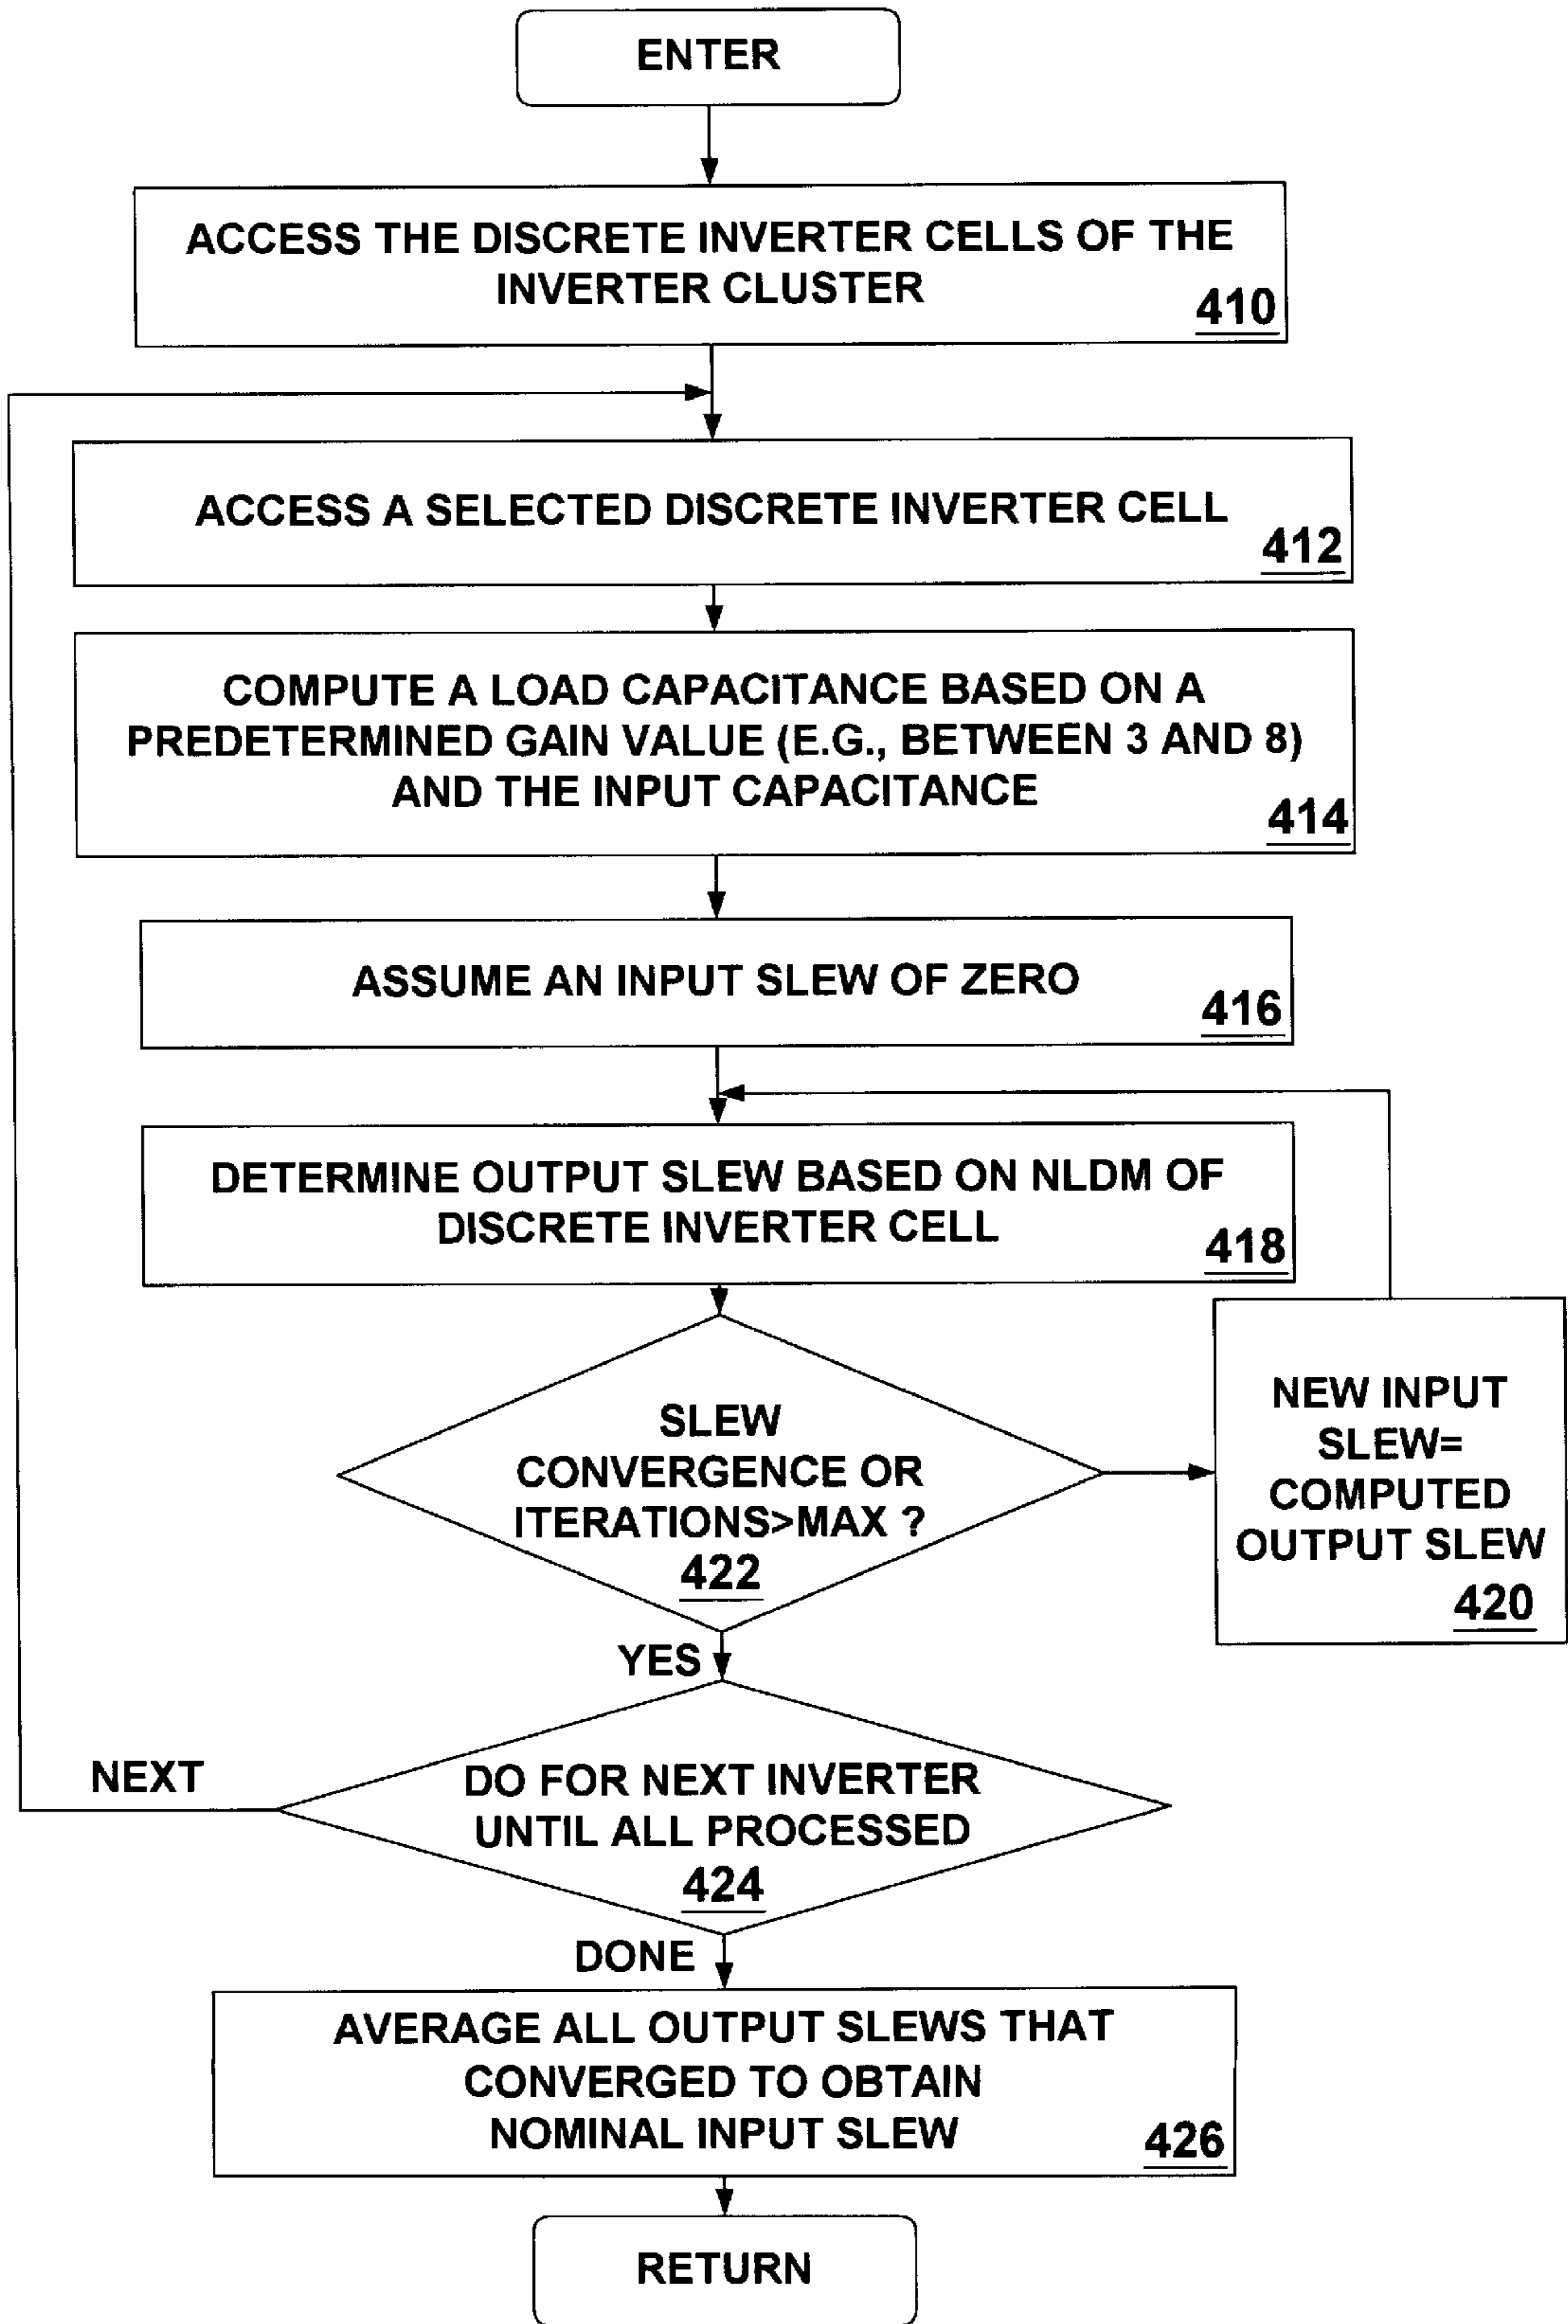 ENTER
ACCESS THE DISCRETE INVERTER CELLS OF THE
INVERTER CLUSTER
410
ACCESS A SELECTED DISCRETE INVERTER CELL
412
COMPUTE A LOAD CAPACITANCE BASED ON A
PREDETERMINED GAIN VALUE (E.G., BETWEEN 3 AND 8)
AND THE INPUT CAPACITANCE
414
ASSUME AN INPUT SLEW OF ZERO
416
DETERMINE OUTPUT SLEW BASED ON NLDM OF
DISCRETE INVERTER CELL
418
SLEW
CONVERGENCE OR
ITERATIONS>MAX ?
422
NEW INPUT
SLEW=
COMPUTED
OUTPUT SLEW
420
YES
DO FOR NEXT INVERTER
UNTIL ALL PROCESSED
424
NEXT
DONE
AVERAGE ALL OUTPUT SLEWS THAT
CONVERGED TO OBTAIN
NOMINAL INPUT SLEW
426
RETURN